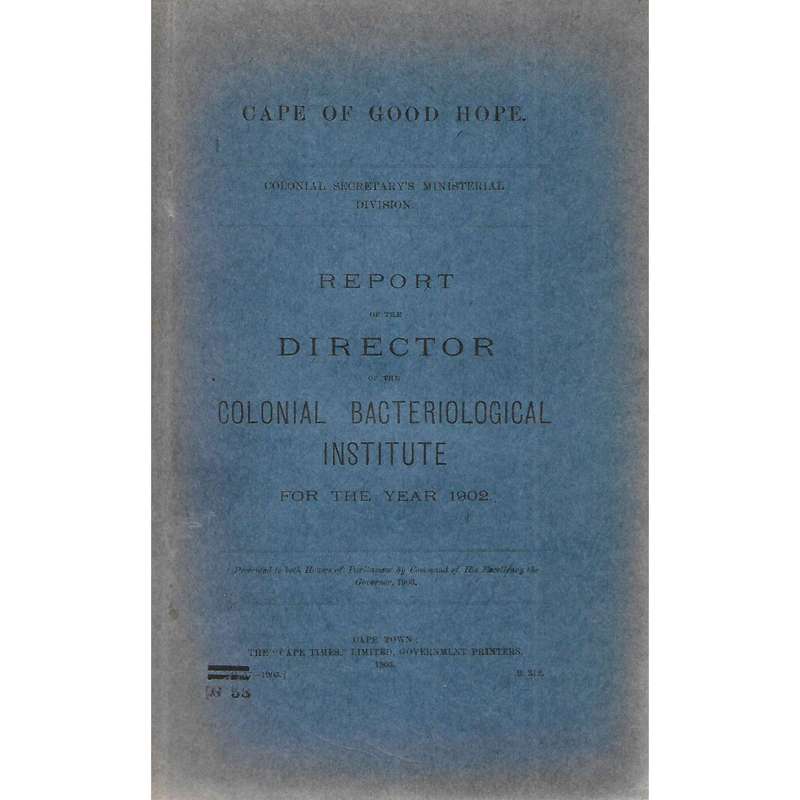 CAPE OF GOOD HOPE.
COLONIAL SECRETARY'S MINISTERIAL
DIVISION.
REPORT
OF THE
DIRECTOR
OF THE
COLONIAL BACTERIOLOGICAL
INSTITUTE
FOR THE YEAR 1902.
Presented to both Houses of Parliament by Command of His Excellency the
Governor, 1903.
CAPE TOWN:
THE "CAPE TIMES," LIMITED, GOVERNMENT PRINTERS.
1903.
—1903.]